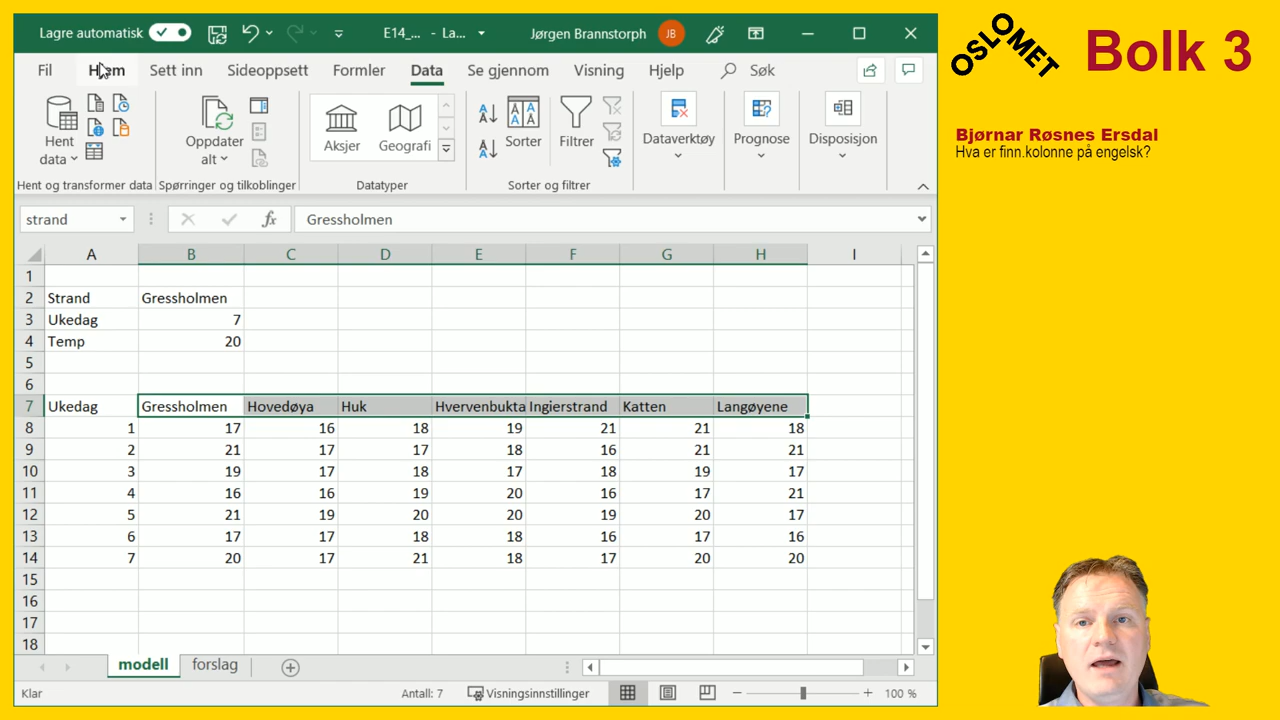 Lagre automatisk E14_... - La... Jørgen Brannstorph JB
OSLOMET
Bolk 3
Fil Hjem Sett inn Sideoppsett Formler Data Se gjennom Visning Hjelp Søk
Hent data
Oppdater alt
Aksjer Geografi
Sorter
Filtrer
Dataverktøy
Prognose
Disposjon
Hent og transformer data Spørringer og tilkoblinger Datatyper Sorter og filtrer
Bjørnar Røsnes Ersdal
Hva er finn.kolonne på engelsk?
strand fx Gressholmen
A B C D E F G H I
1
2 Strand Gressholmen
3 Ukedag 7
4 Temp 20
5
6
7 Ukedag Gressholmen Hovedøya Huk Hvervenbukta Ingierstrand Katten Langøyene
8 1 17 16 18 19 21 21 18
9 2 21 17 17 18 16 21 21
10 3 19 17 18 17 18 19 17
11 4 16 16 19 20 16 17 21
12 5 21 19 20 20 19 20 17
13 6 17 17 18 18 16 17 16
14 7 20 17 21 18 17 20 20
15
16
17
18
modell forslag
Klar Antall: 7 Visningsinnstillinger 100 %